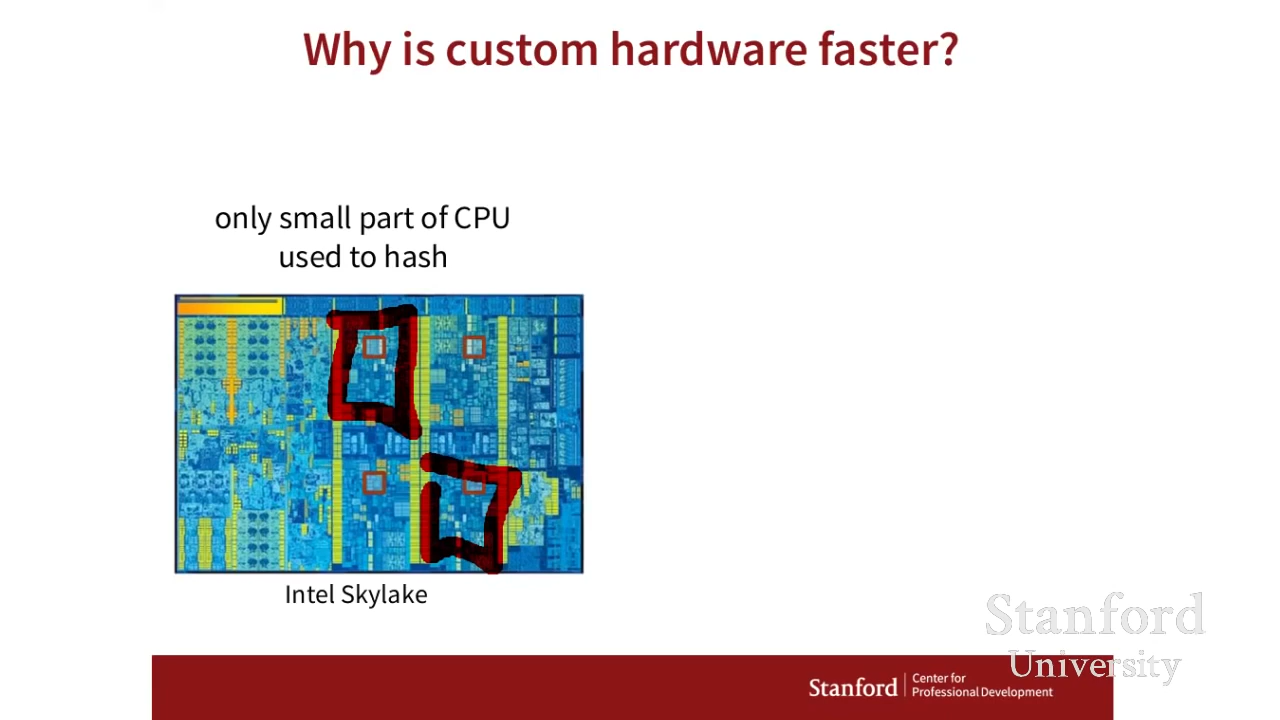 Why is custom hardware faster?
only small part of CPU
used to hash
Intel Skylake
Stanford
University
Stanford
Center for
Professional Development